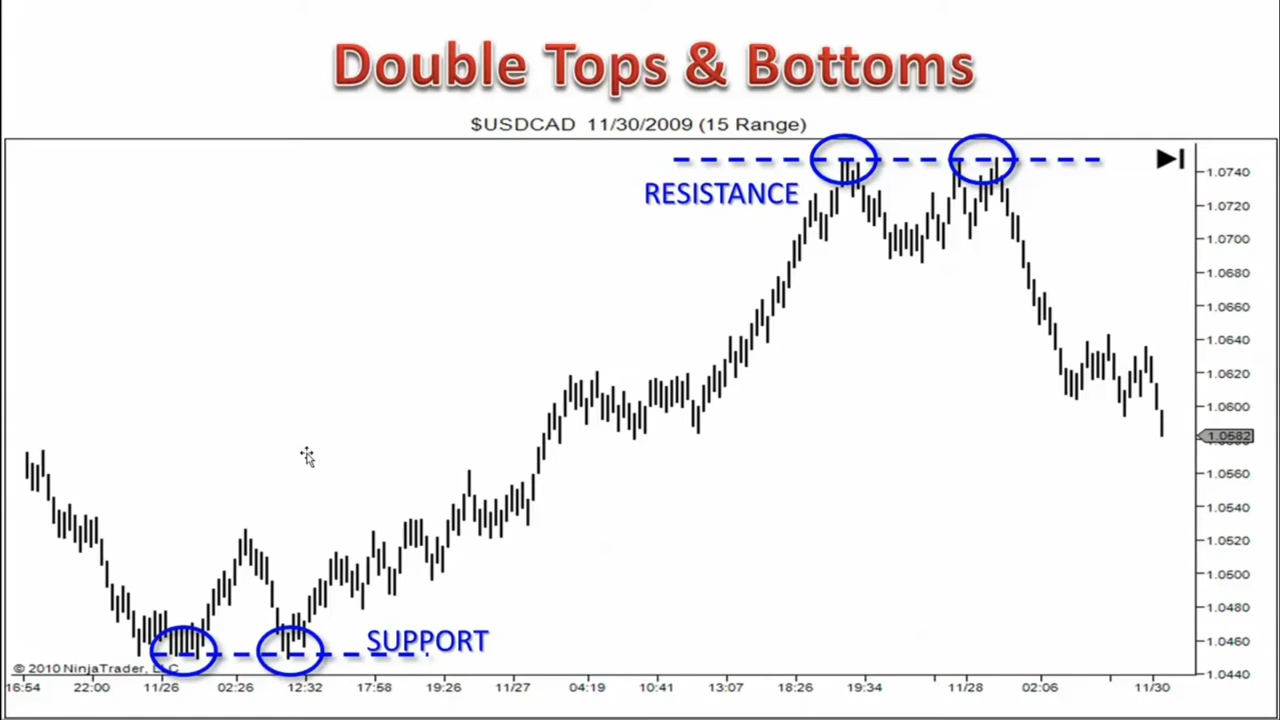 Double Tops & Bottoms
$USDCAD 11/30/2009 (15 Range)
RESISTANCE
1.0740
1.0720
1.0700
1.0680
1.0660
1.0640
1.0620
1.0600
1.0582
1.0560
1.0540
1.0520
1.0500
1.0480
1.0460
1.0440
SUPPORT
© 2010 NinjaTrader, LLC
16:54 22:00 11/26 02:26 12:32 17:58 19:26 11/27 04:19 10:41 13:07 18:26 19:34 11/28 02:06 11/30